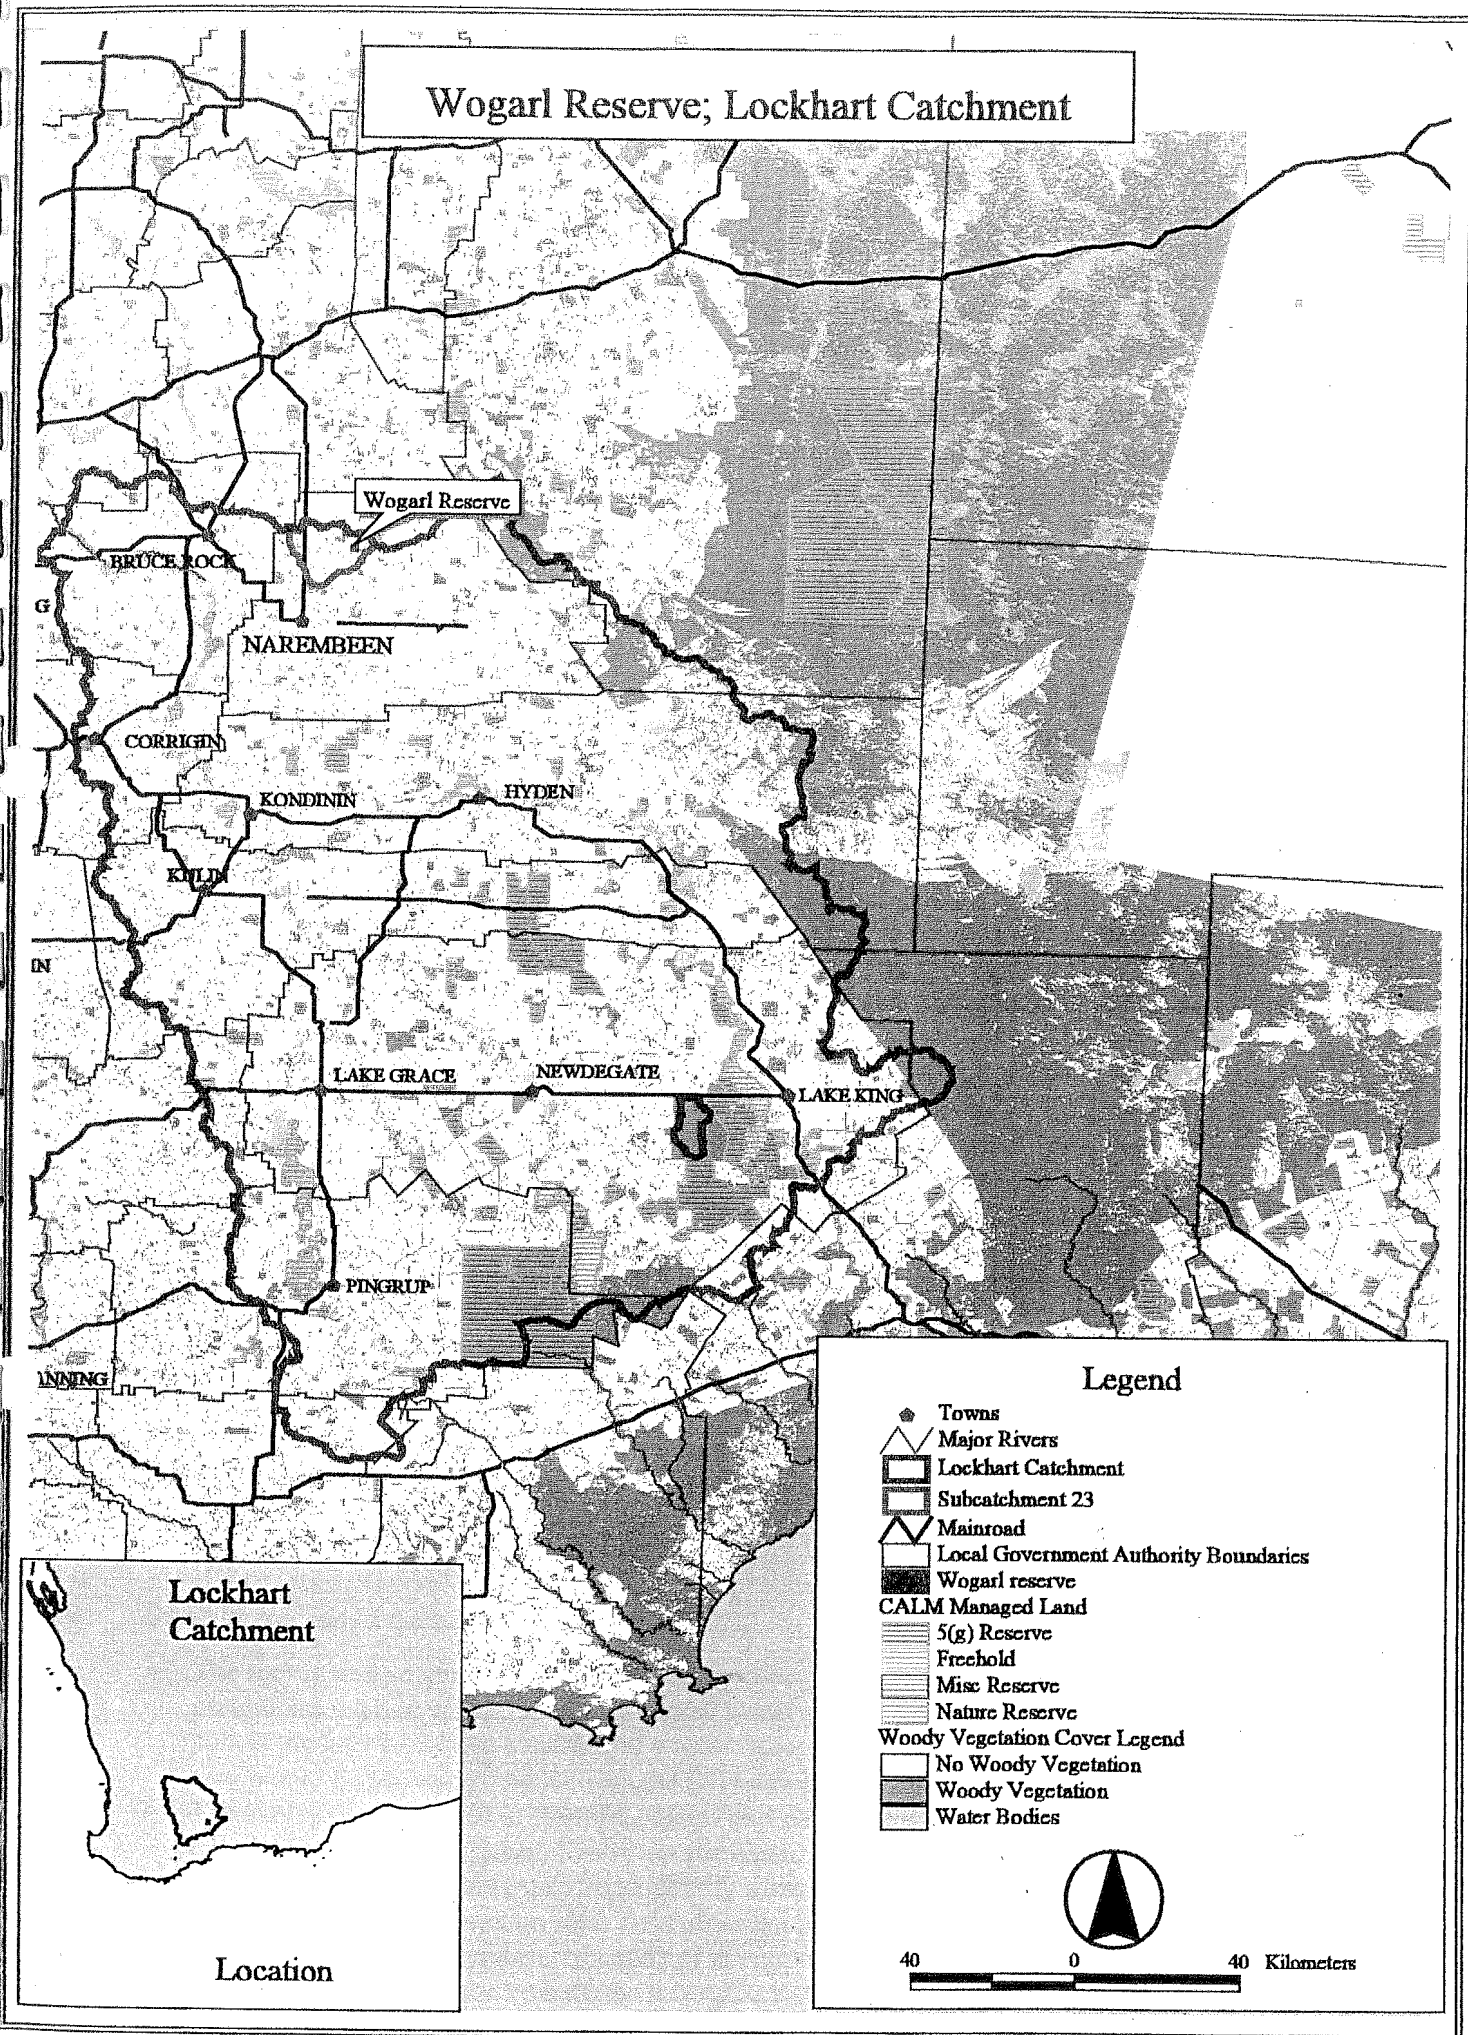 Wogarl Reserve; Lockhart Catchment
Wogarl Reserve
BRUCE ROCK
G
NAREMBEEN
CORRIGIN
KONDININ
HYDEN
KULIN
IN
LAKE GRACE
NEWDEGATE
LAKE KING
PINGRUP
ANNING
Legend
Towns
Major Rivers
Lockhart Catchment
Subcatchment 23
Mainroad
Local Government Authority Boundaries
Wogarl reserve
CALM Managed Land
5(g) Reserve
Freehold
Misc Reserve
Nature Reserve
Woody Vegetation Cover Legend
No Woody Vegetation
Woody Vegetation
Water Bodies
40 0 40 Kilometers
Lockhart
Catchment
Location